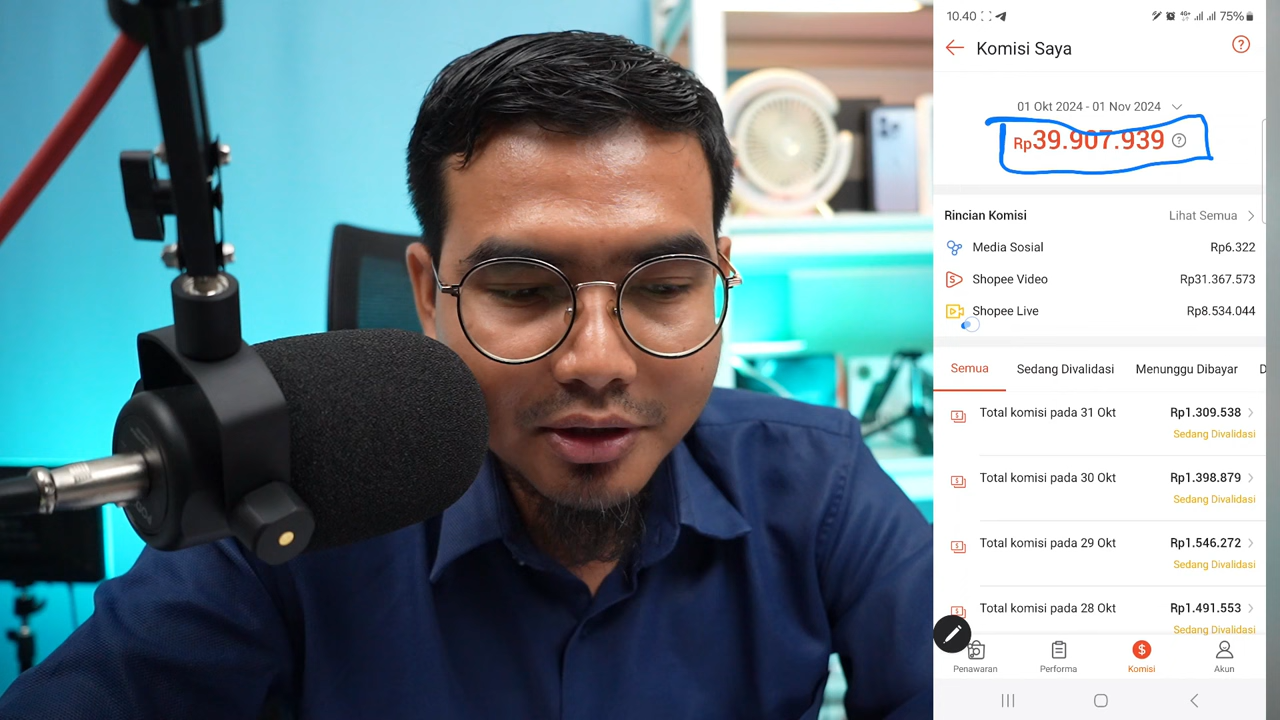 10.40 4G+ 75%
Komisi Saya
01 Okt 2024 - 01 Nov 2024
Rp39.907.939
Rincian Komisi Lihat Semua
Media Sosial Rp6.322
Shopee Video Rp31.367.573
Shopee Live Rp8.534.044
Semua Sedang Divalidasi Menunggu Dibayar D
Total komisi pada 31 Okt Rp1.309.538
Sedang Divalidasi
Total komisi pada 30 Okt Rp1.398.879
Sedang Divalidasi
Total komisi pada 29 Okt Rp1.546.272
Sedang Divalidasi
Total komisi pada 28 Okt Rp1.491.553
Sedang Divalidasi
Penawaran Performa Komisi Akun